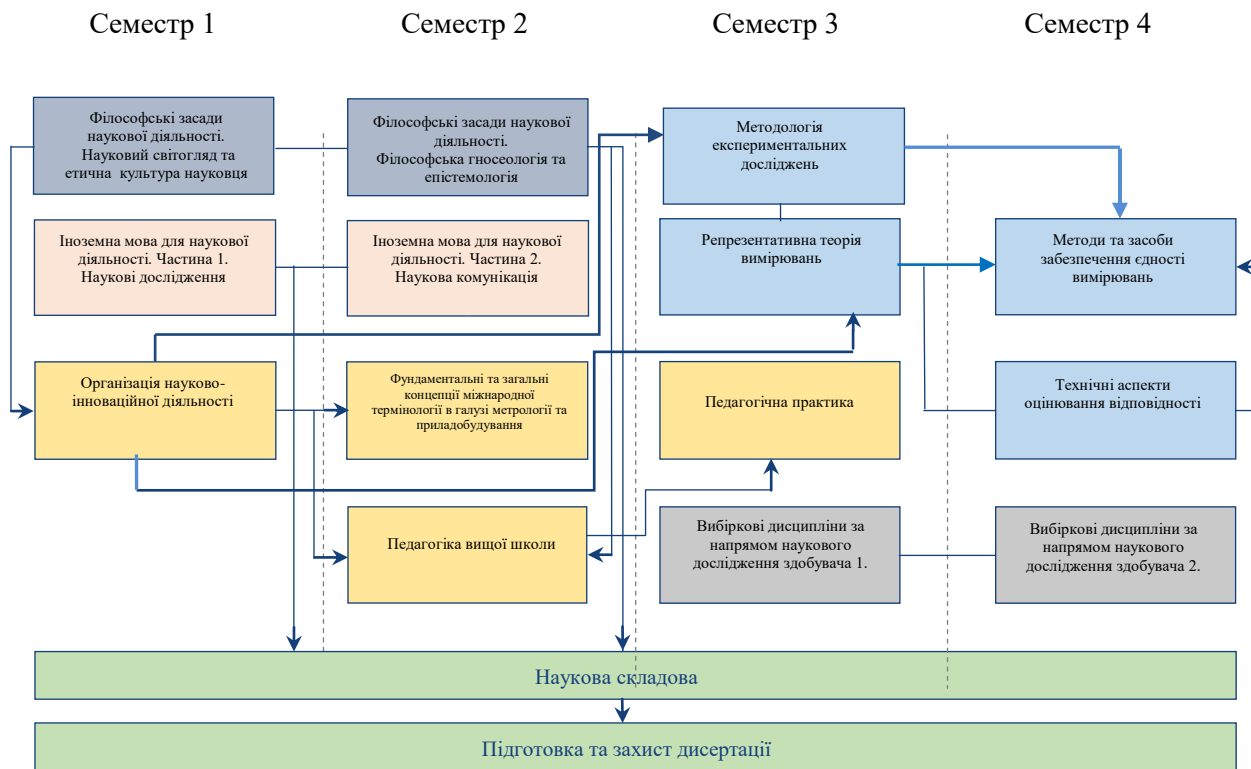 Семестр 1
Семестр 2
Семестр 3
Семестр 4
Філософські засади
наукової діяльності.
Науковий світогляд та
етична культура науковця
Філософські засади наукової
діяльності.
Філософська гносеологія та
епістемологія
Методологія
експериментальних
досліджень
Іноземна мова для наукової
діяльності. Частина 1.
Наукові дослідження
Іноземна мова для наукової
діяльності. Частина 2.
Наукова комунікація
Репрезентативна теорія
вимірювань
Методи та засоби
забезпечення єдності
вимірювань
Організація науково-
інноваційної діяльності
Фундаментальні та загальні
концепції міжнародної
термінології в галузі метрології та
приладобудування
Педагогічна практика
Технічні аспекти
оцінювання відповідності
Педагогіка вищої школи
Вибіркові дисципліни за
напрямом наукового
дослідження здобувача 1.
Вибіркові дисципліни за
напрямом наукового
дослідження здобувача 2.
Наукова складова
Підготовка та захист дисертації